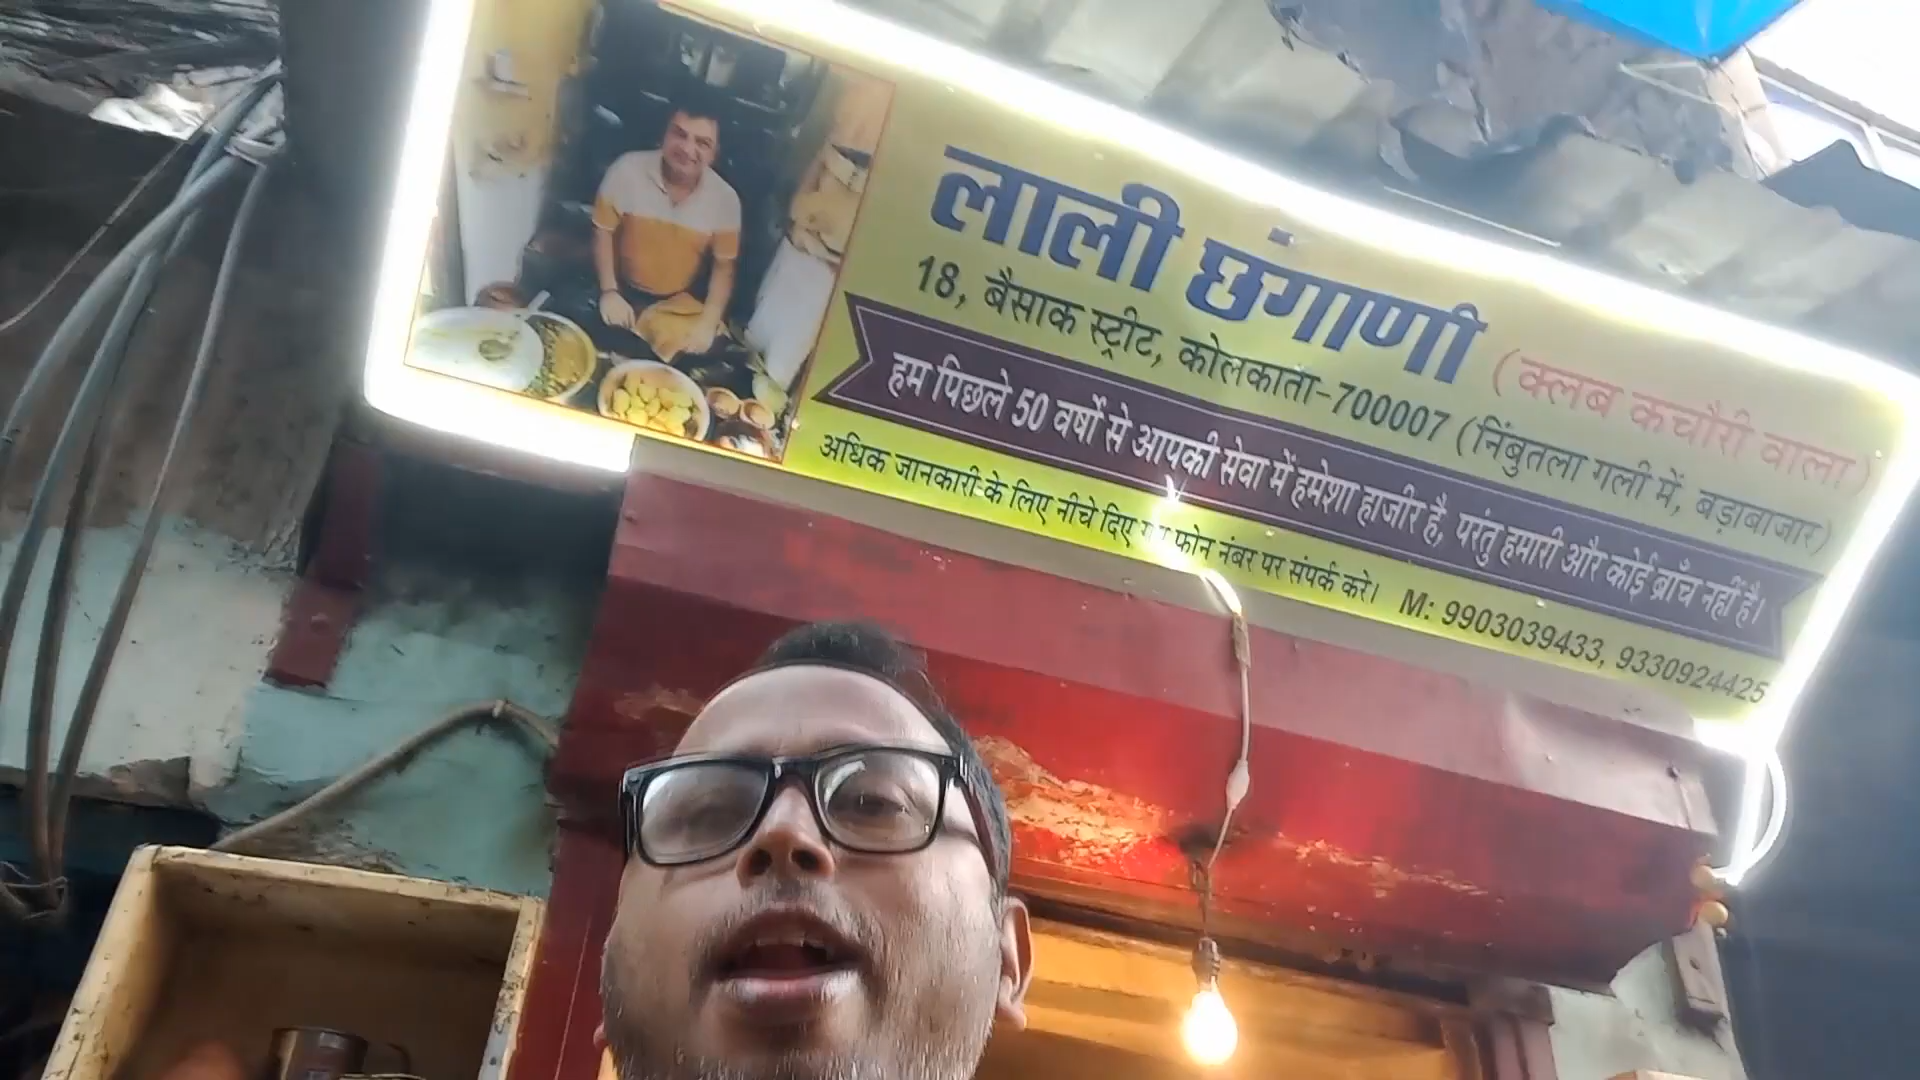 लाली छंगाणी (क्लब कचौरी वाला)
18, बैसाक स्ट्रीट, कोलकाता-700007 (निंबुतला गली में, बड़ाबाजार)
हम पिछले 50 वर्षों से आपकी सेवा में हमेशा हाजीर है, परंतु हमारी और कोई ब्राँच नहीं है।
अधिक जानकारी के लिए नीचे दिए गए फोन नंबर पर संपर्क करे। M: 9903039433, 9330924425